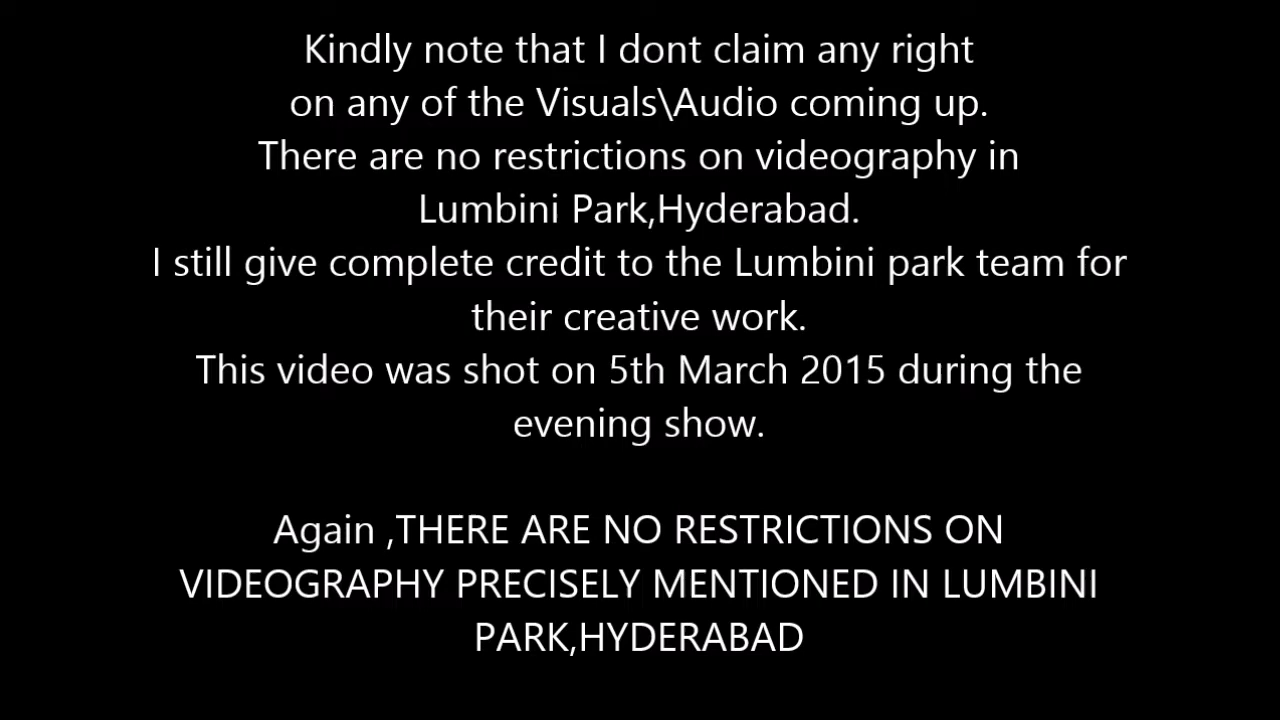 Kindly note that I dont claim any right
on any of the Visuals\Audio coming up.
There are no restrictions on videography in
Lumbini Park,Hyderabad.
I still give complete credit to the Lumbini park team for
their creative work.
This video was shot on 5th March 2015 during the
evening show.
Again ,THERE ARE NO RESTRICTIONS ON
VIDEOGRAPHY PRECISELY MENTIONED IN LUMBINI
PARK,HYDERABAD